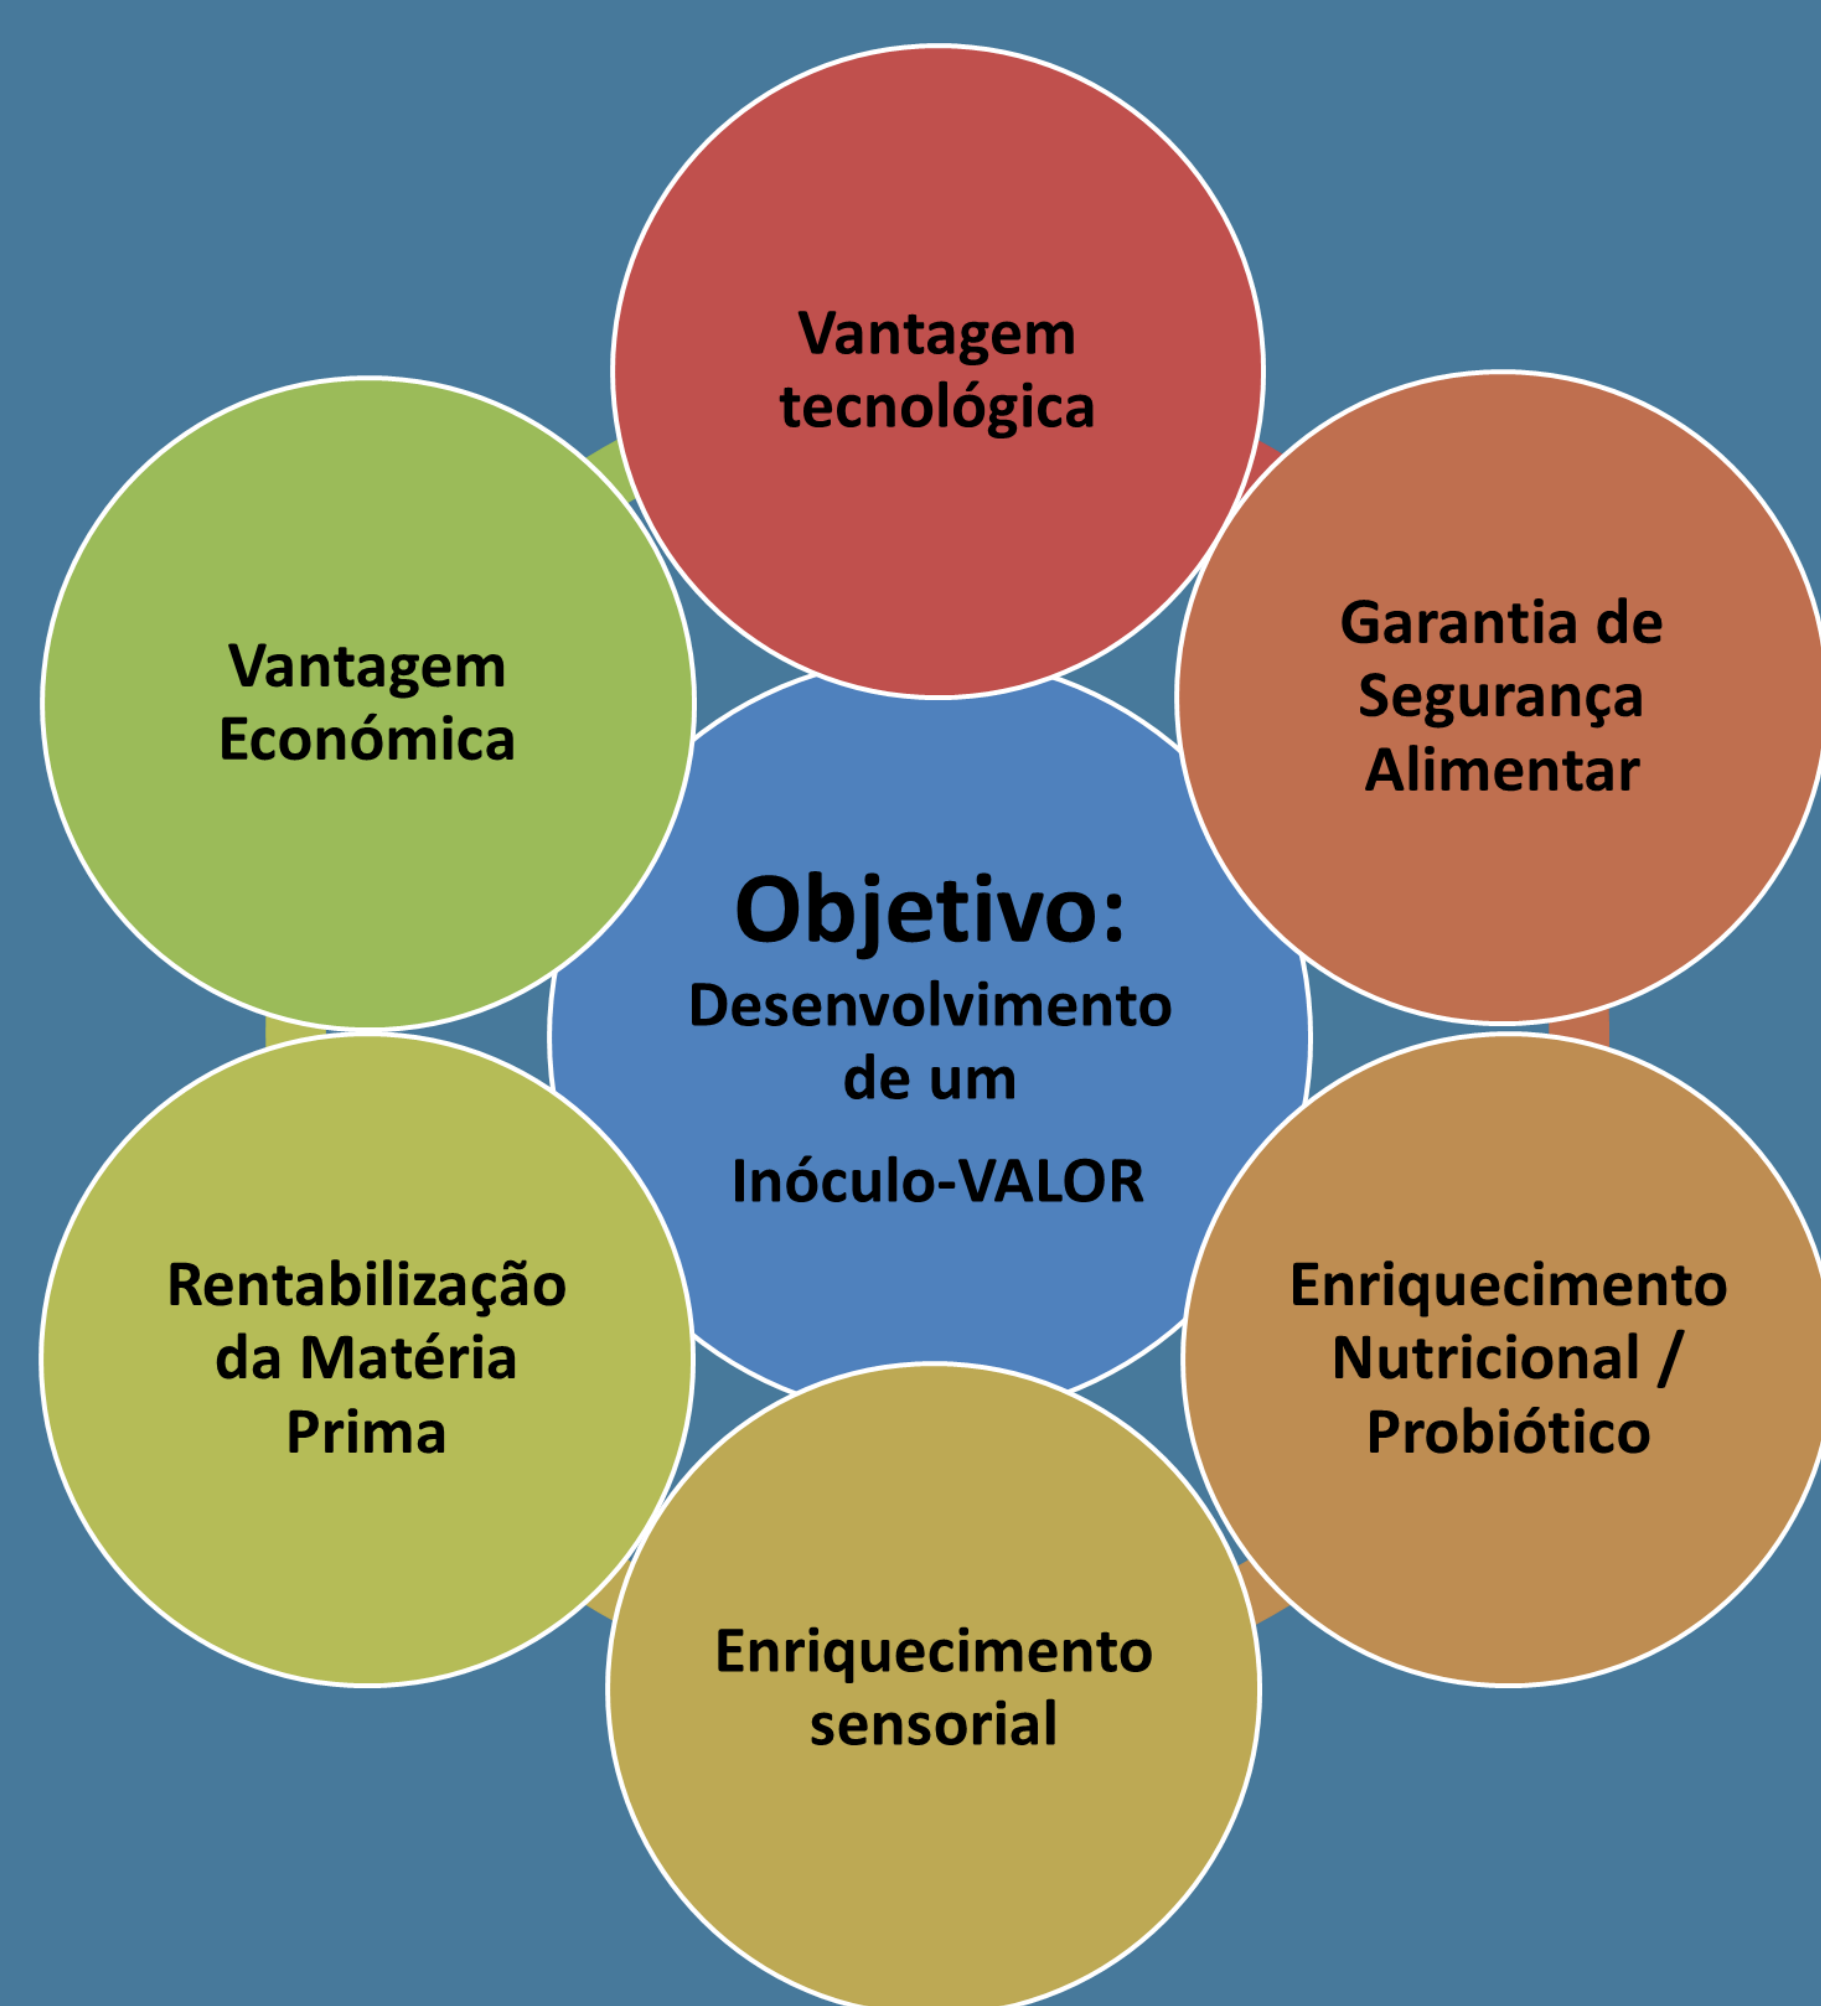 Vantagem
tecnológica
Garantia de
Segurança
Alimentar
Vantagem
Económica
Objetivo:
Desenvolvimento
de um
Inóculo-VALOR
Enriquecimento
Nutricional /
Probiótico
Rentabilização
da Matéria
Prima
Enriquecimento
sensorial